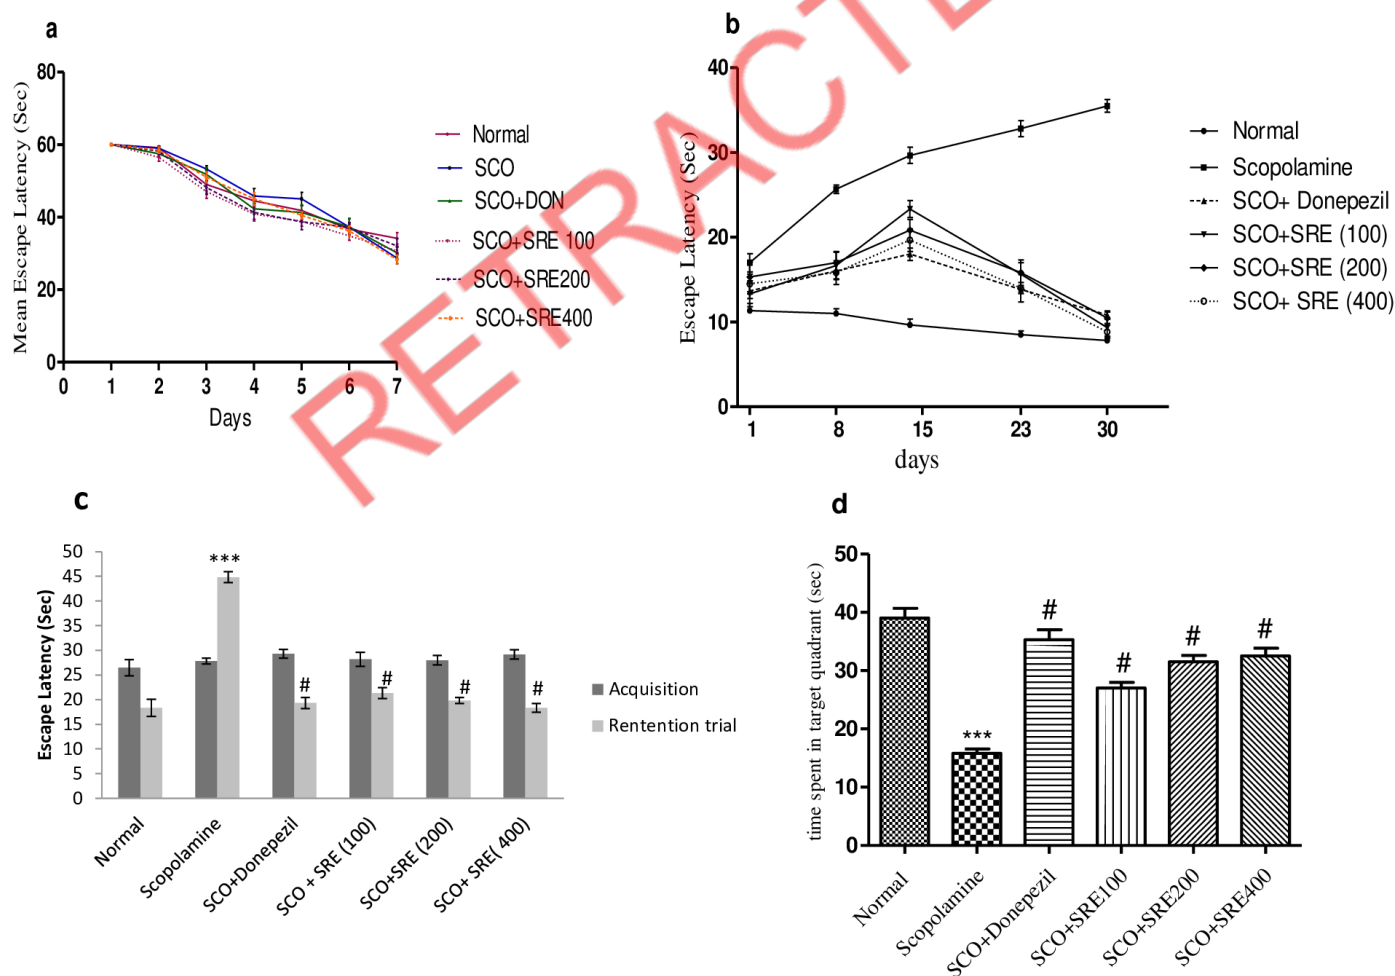 a
80
60
40
20
0
Mean Escape Latency (Sec)
0 1 2 3 4 5 6 7
Days
Normal
SCO
SCO+DON
SCO+SRE 100
SCO+SRE200
SCO+SRE400
b
40
30
20
10
0
Escape Latency (Sec)
1 8 15 23 30
days
Normal
Scopolamine
SCO+ Donepezil
SCO+SRE (100)
SCO+SRE (200)
SCO+ SRE (400)
RETRACTE
c
50
45
40
35
30
25
20
15
10
5
0
Escape Latency (Sec)
***
#
#
#
#
Normal
Scopolamine
SCO+Donepezil
SCO + SRE (100)
SCO+SRE (200)
SCO+ SRE( 400)
Acquisition
Rentention trial
d
50
40
30
20
10
0
time spent in target quadrant (sec)
***
#
#
#
#
Normal
Scopolamine
SCO+Donepezil
SCO+SRE100
SCO+SRE200
SCO+SRE400